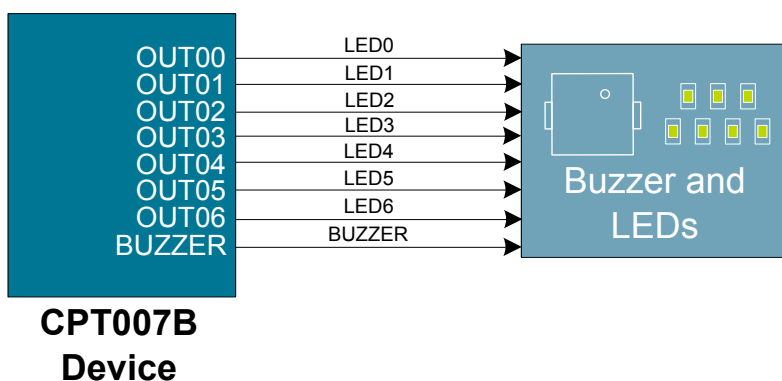 OUT00
OUT01
OUT02
OUT03
OUT04
OUT05
OUT06
BUZZER
LED0
LED1
LED2
LED3
LED4
LED5
LED6
BUZZER
Buzzer and
LEDs
CPT007B
Device